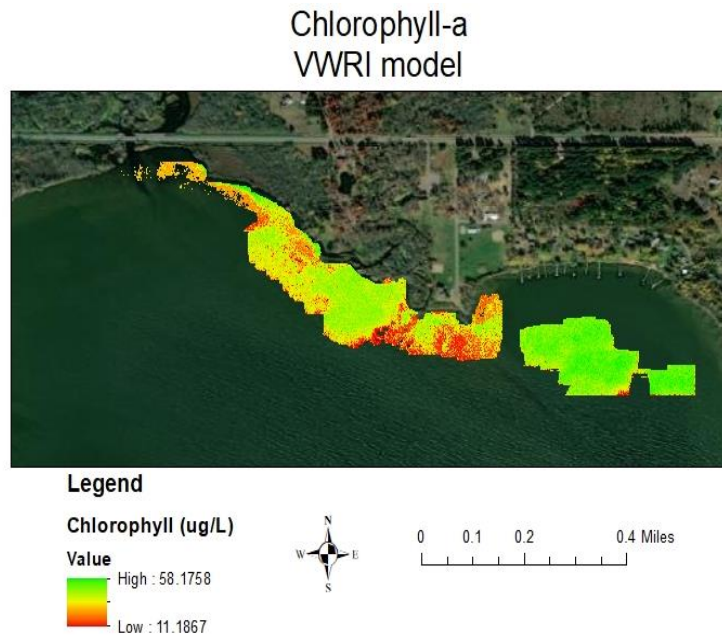 Chlorophyll-a
VWRI model
Legend
Chlorophyll (ug/L)
Value
High : 58.1758
Low : 11.1867
N
W E
S
0 0.1 0.2 0.4 Miles